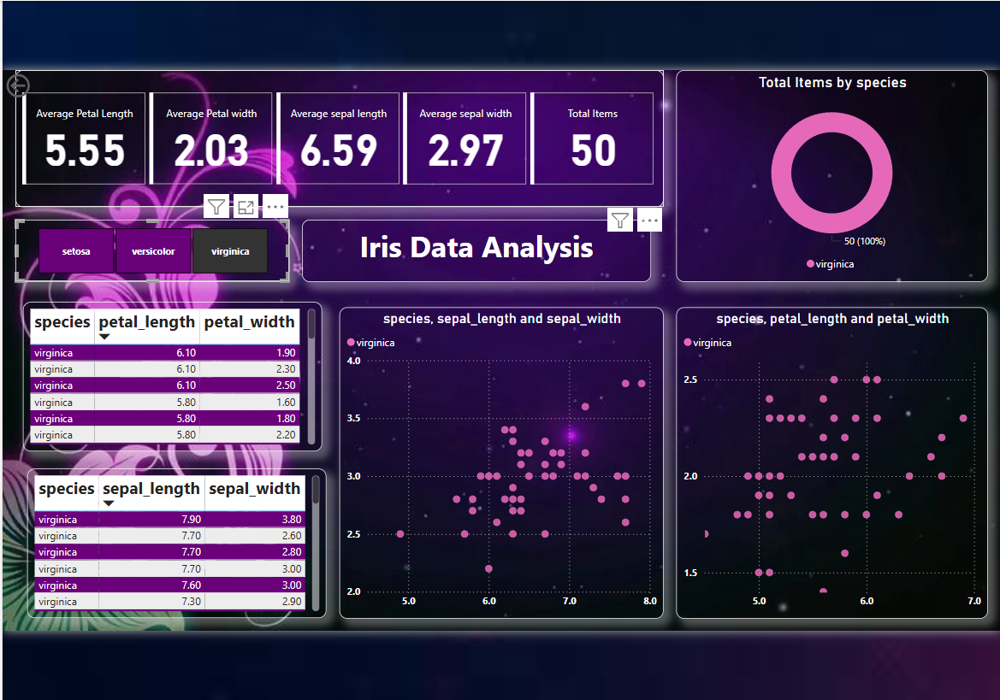 Average Petal Length
5.55
Average Petal width
2.03
Average sepal length
6.59
Average sepal width
2.97
Total Items
50
Total Items by species
50 (100%)
virginica
setosa
versicolor
virginica
Iris Data Analysis
species petal_length petal_width
virginica 6.10 1.90
virginica 6.10 2.30
virginica 6.10 2.50
virginica 5.80 1.60
virginica 5.80 1.80
virginica 5.80 2.20
species sepal_length sepal_width
virginica 7.90 3.80
virginica 7.70 2.60
virginica 7.70 2.80
virginica 7.70 3.00
virginica 7.60 3.00
virginica 7.30 2.90
species, sepal_length and sepal_width
virginica
4.0
3.5
3.0
2.5
2.0
5.0 6.0 7.0 8.0
species, petal_length and petal_width
virginica
2.5
2.0
1.5
5.0 6.0 7.0